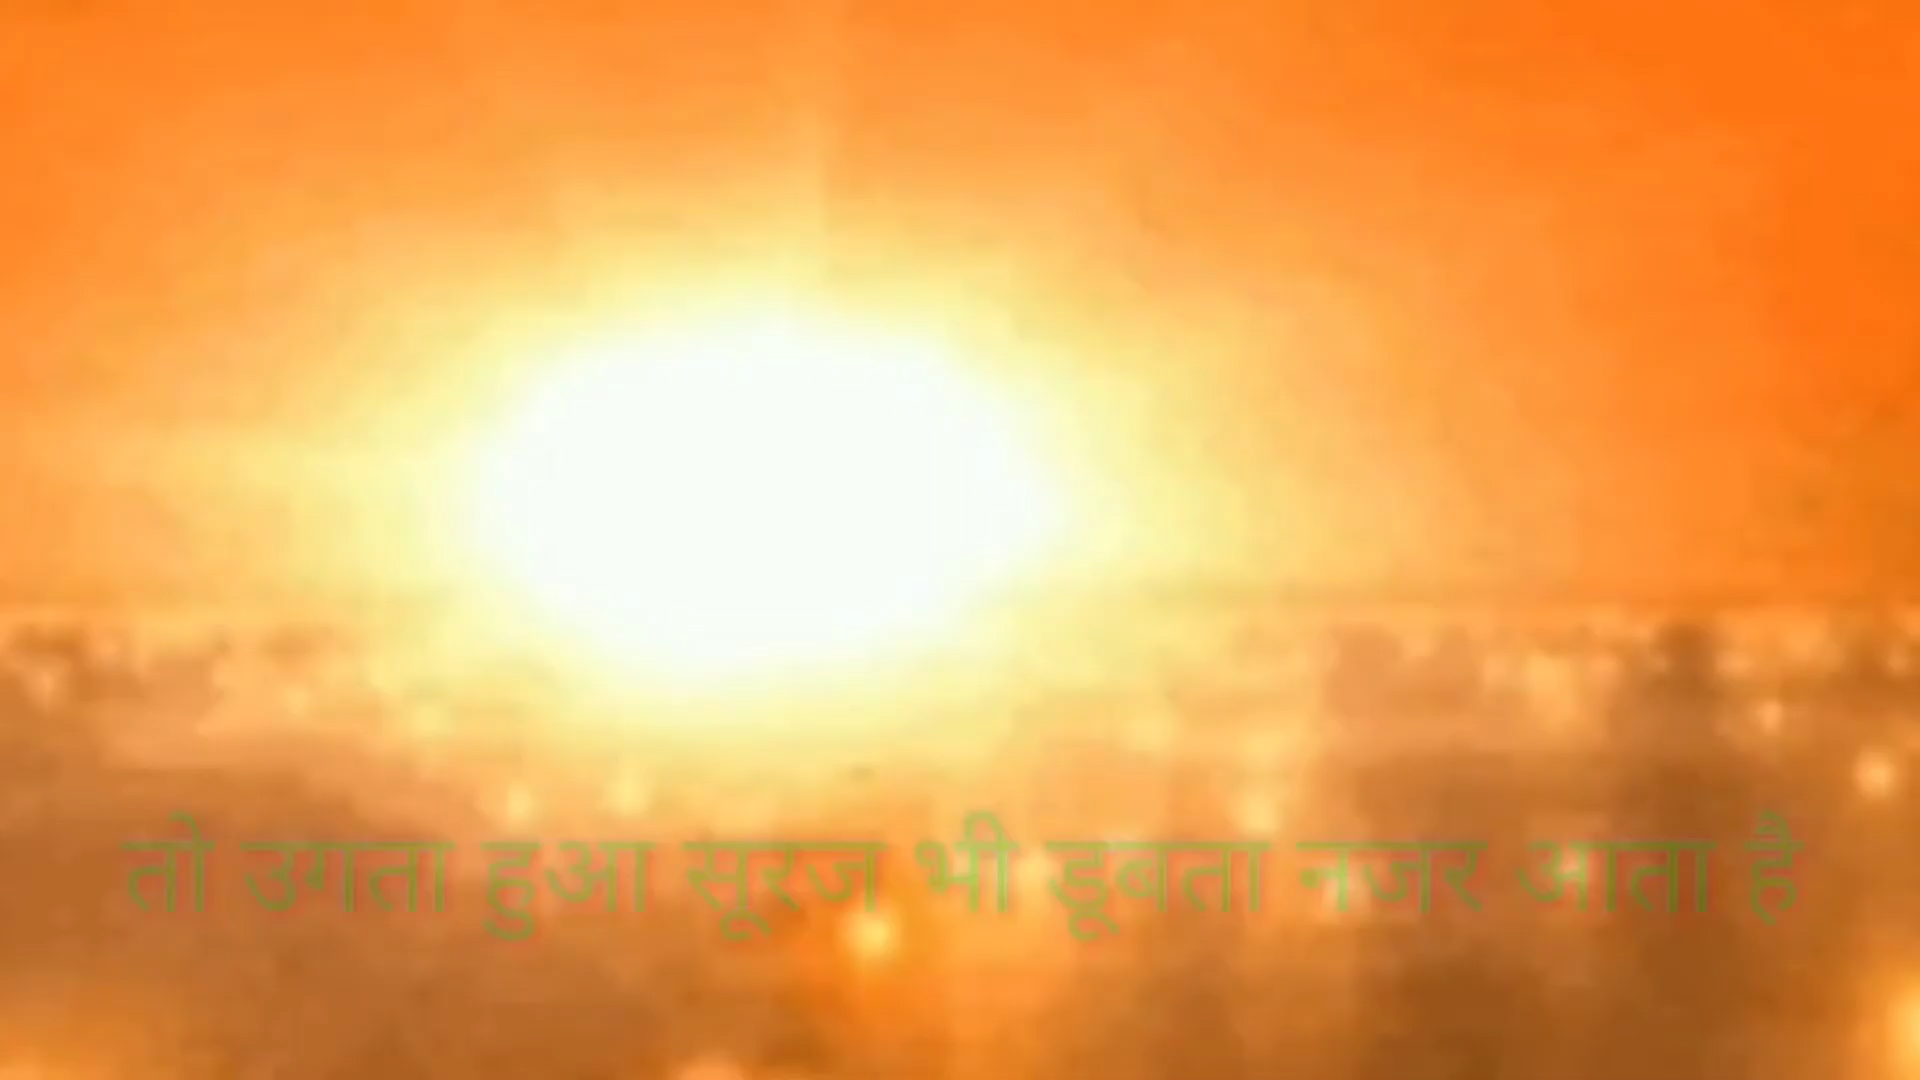 तो उगता हुआ सूरज भी डूबता नजर आता है